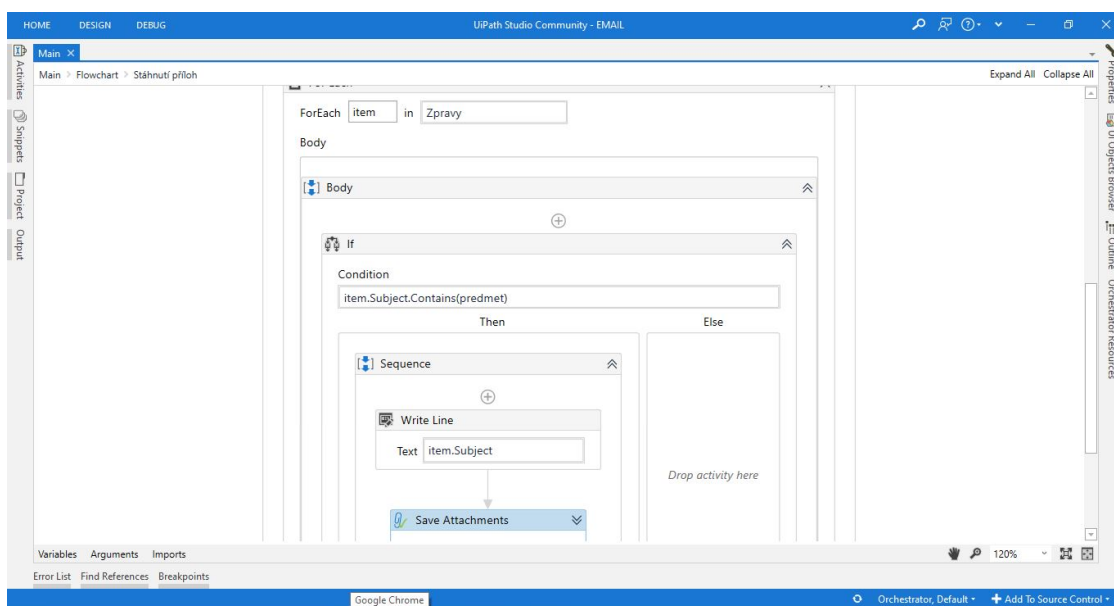 HOME DESIGN DEBUG UiPath Studio Community - EMAIL
Main
Main > Flowchart > Stáhnutí příloh Expand All Collapse All
ForEach item in Zpravy
Body
Body
If
Condition
item.Subject.Contains(predmet)
Then Else
Sequence
Write Line
Text item.Subject
Drop activity here
Save Attachments
Variables Arguments Imports 120%
Error List Find References Breakpoints
Google Chrome Orchestrator, Default Add To Source Control
Activities
Snippets
Project
Output
Properties
UI Objects Browser
Outline
Orchestrator Resources